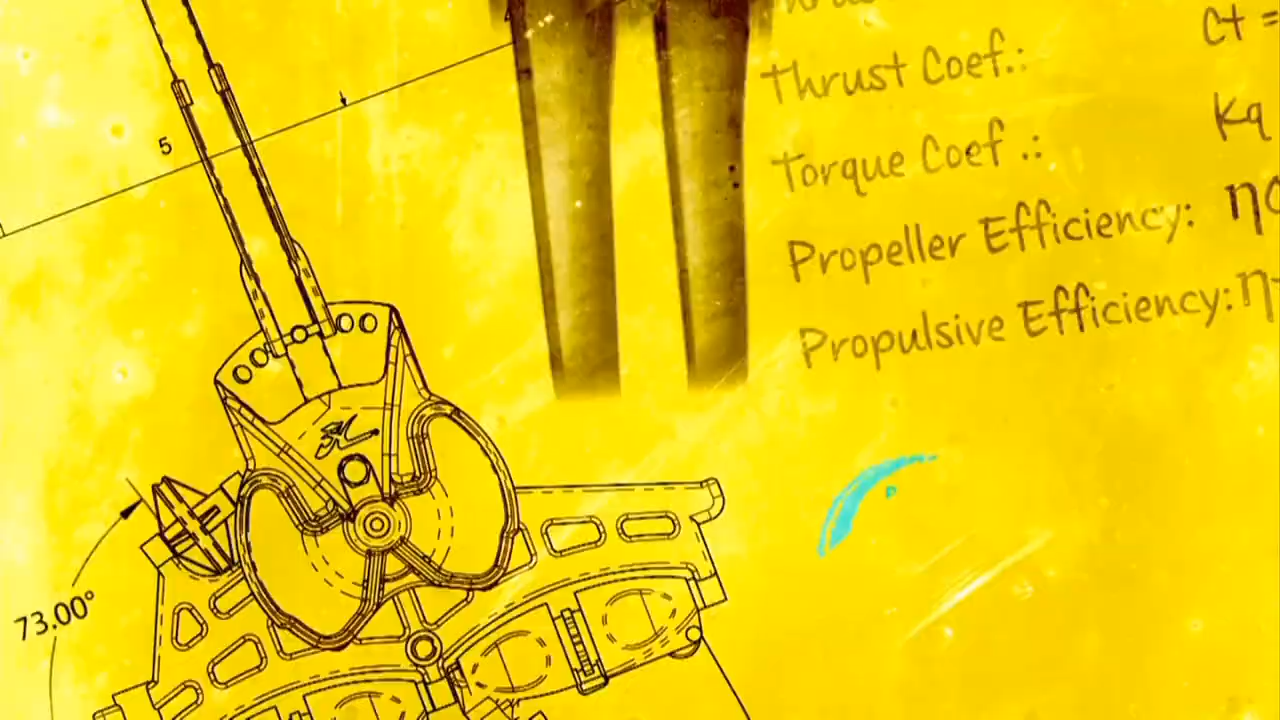 Ct =
Thrust Coef.:
Kq
Torque Coef .:
Propeller Efficiency: η
Propulsive Efficiency: η
5
73.00°